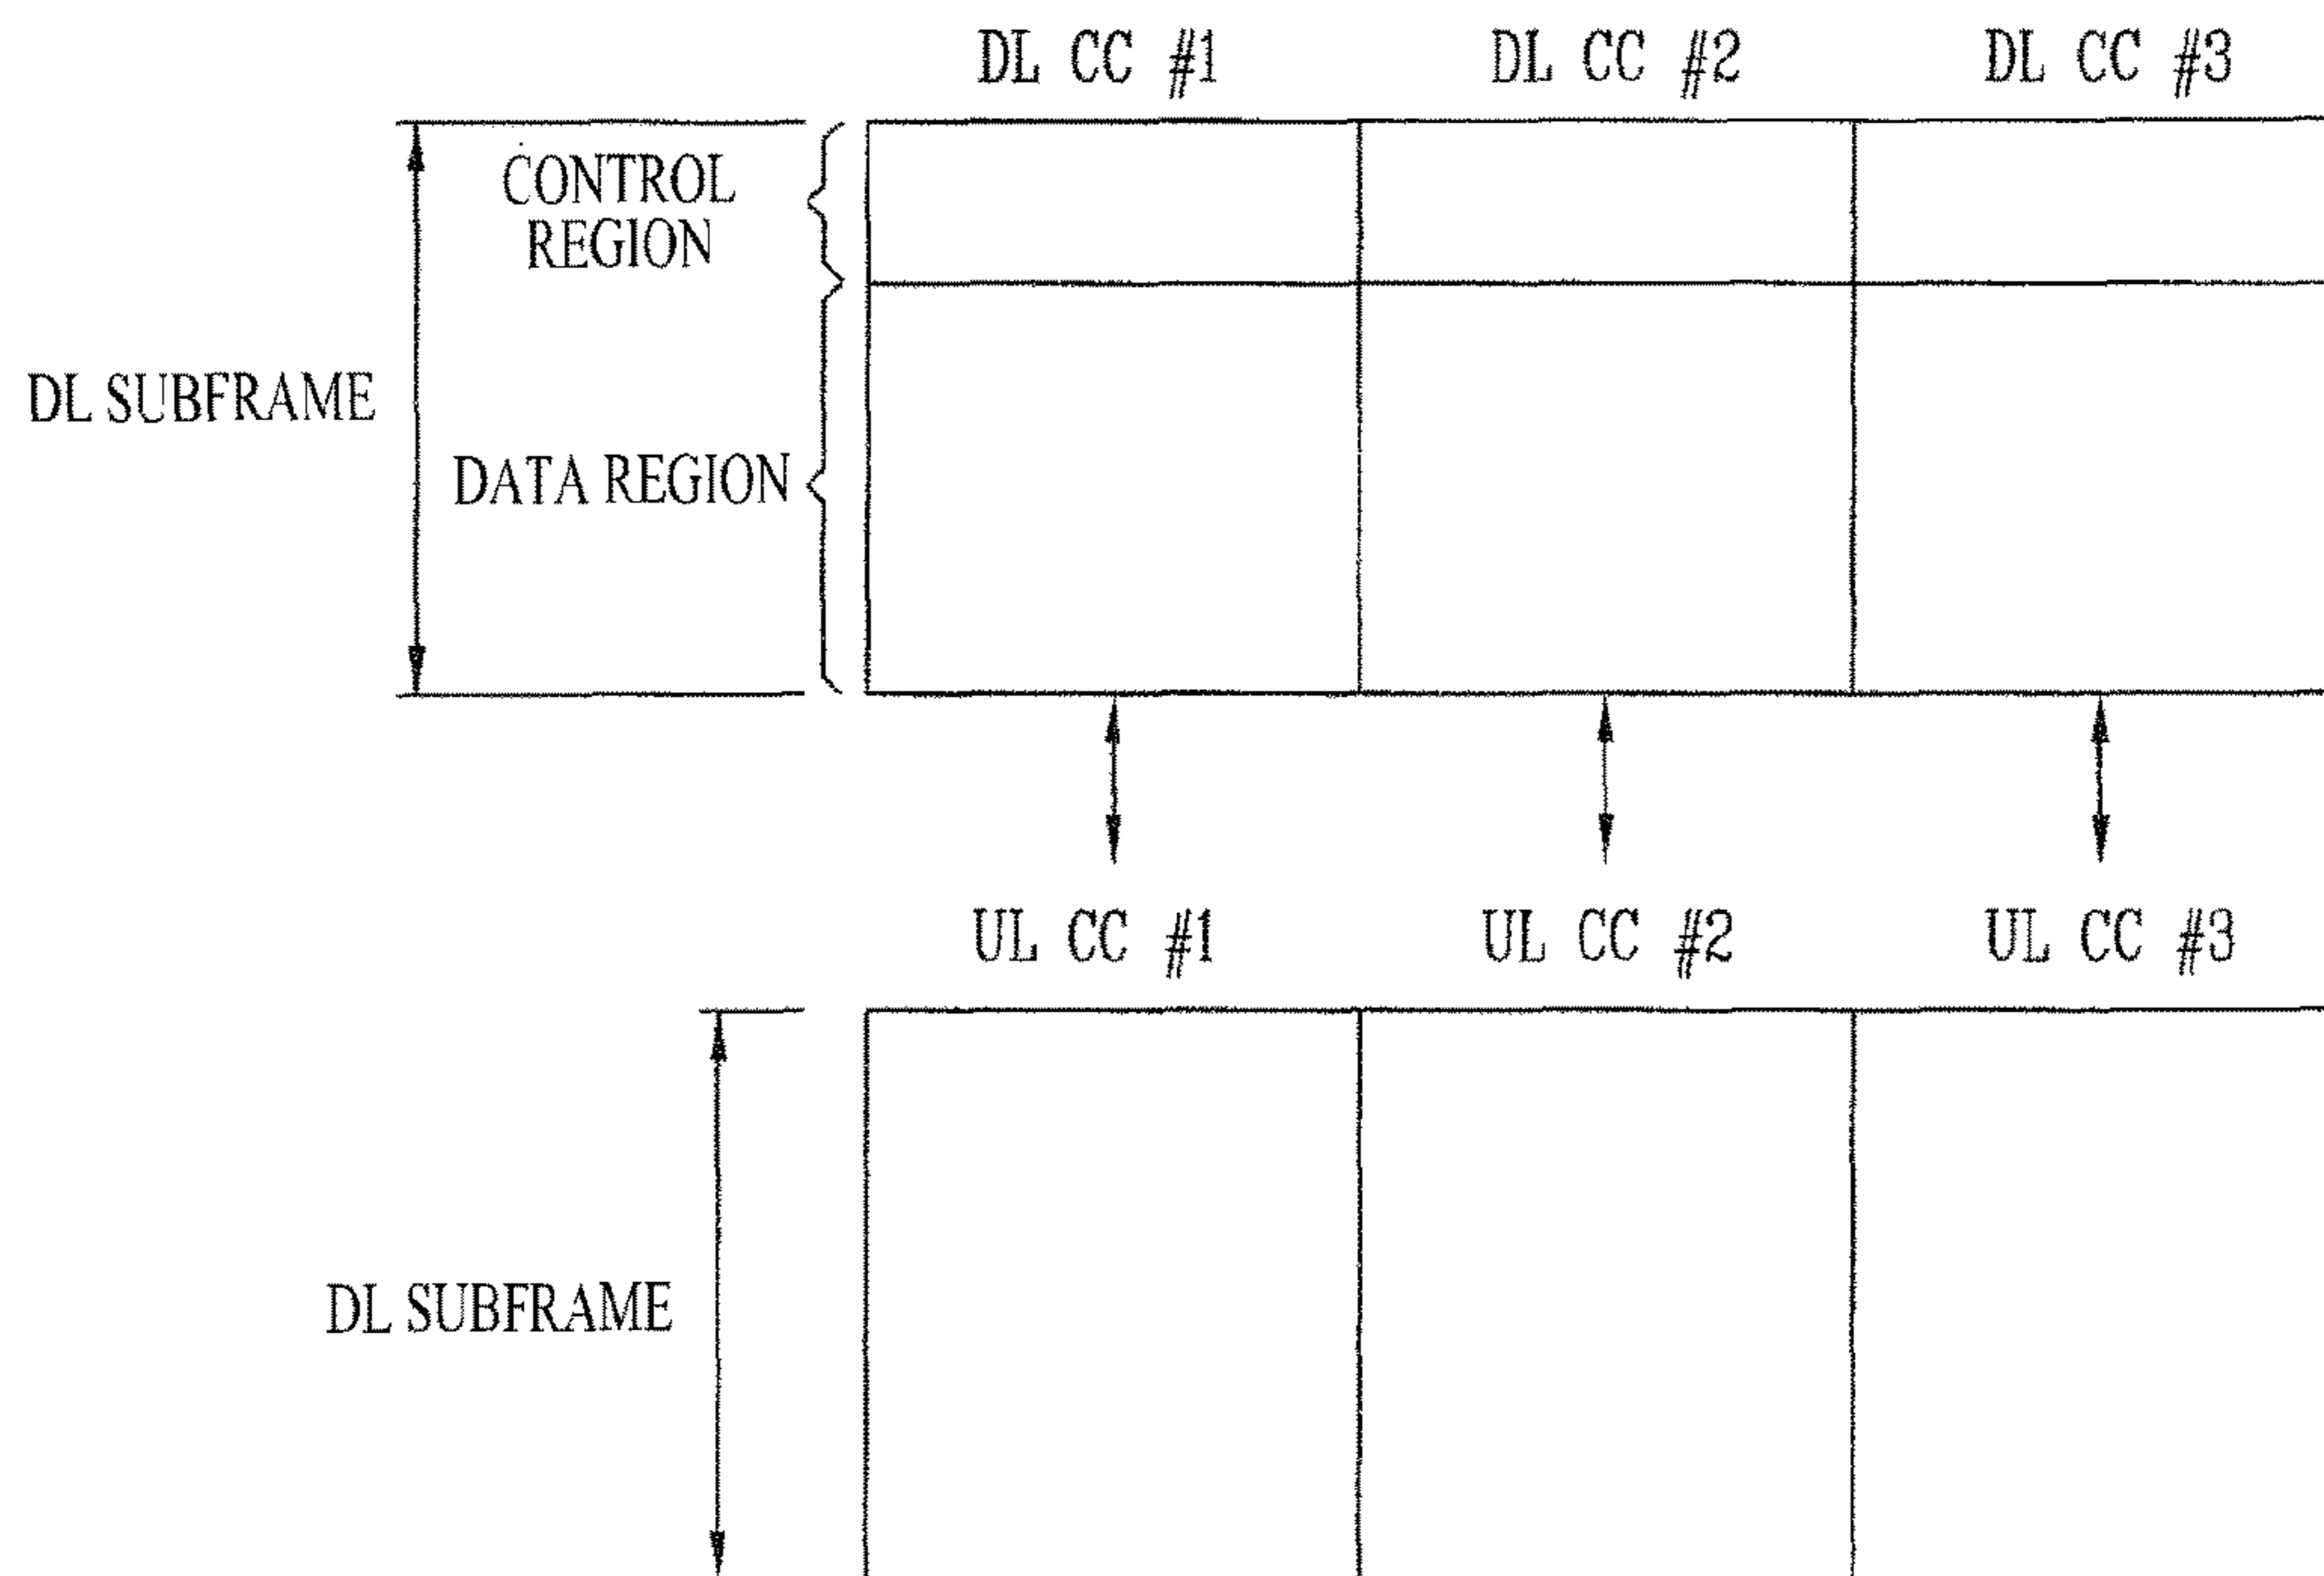 DL CC #1 DL CC #2 DL CC #3
CONTROL
REGION
DL SUBFRAME
DATA REGION
UL CC #1 UL CC #2 UL CC #3
DL SUBFRAME